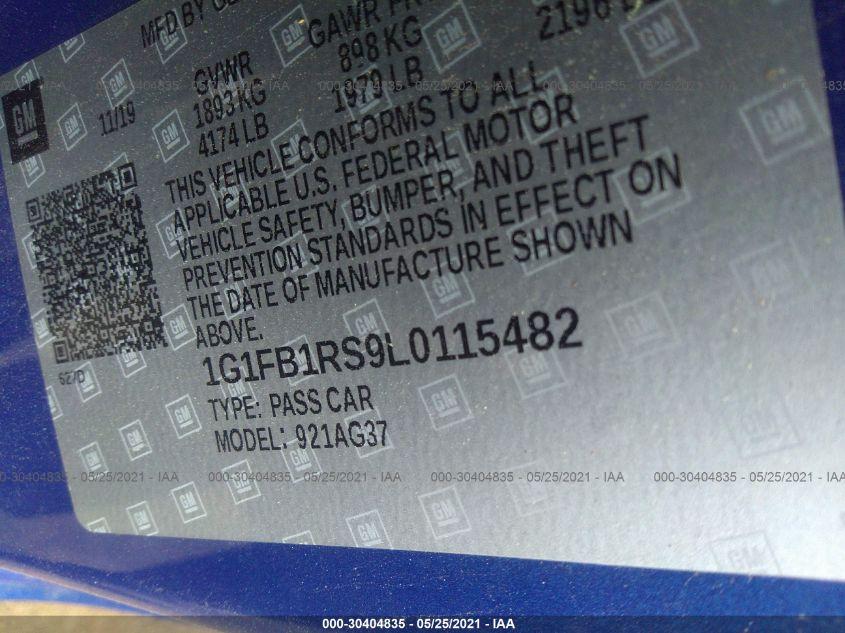 MFD BY
GVWR
1893 KG
4174 LB
GAWR
898 KG
1979 LB
GM
11/19
THIS VEHICLE CONFORMS TO ALL
APPLICABLE U.S. FEDERAL MOTOR
VEHICLE SAFETY, BUMPER, AND THEFT
PREVENTION STANDARDS IN EFFECT ON
THE DATE OF MANUFACTURE SHOWN
ABOVE.
627D
1G1FB1RS9L0115482
TYPE: PASS CAR
MODEL: 921AG37
000-30404835 - 05/25/2021 - IAA